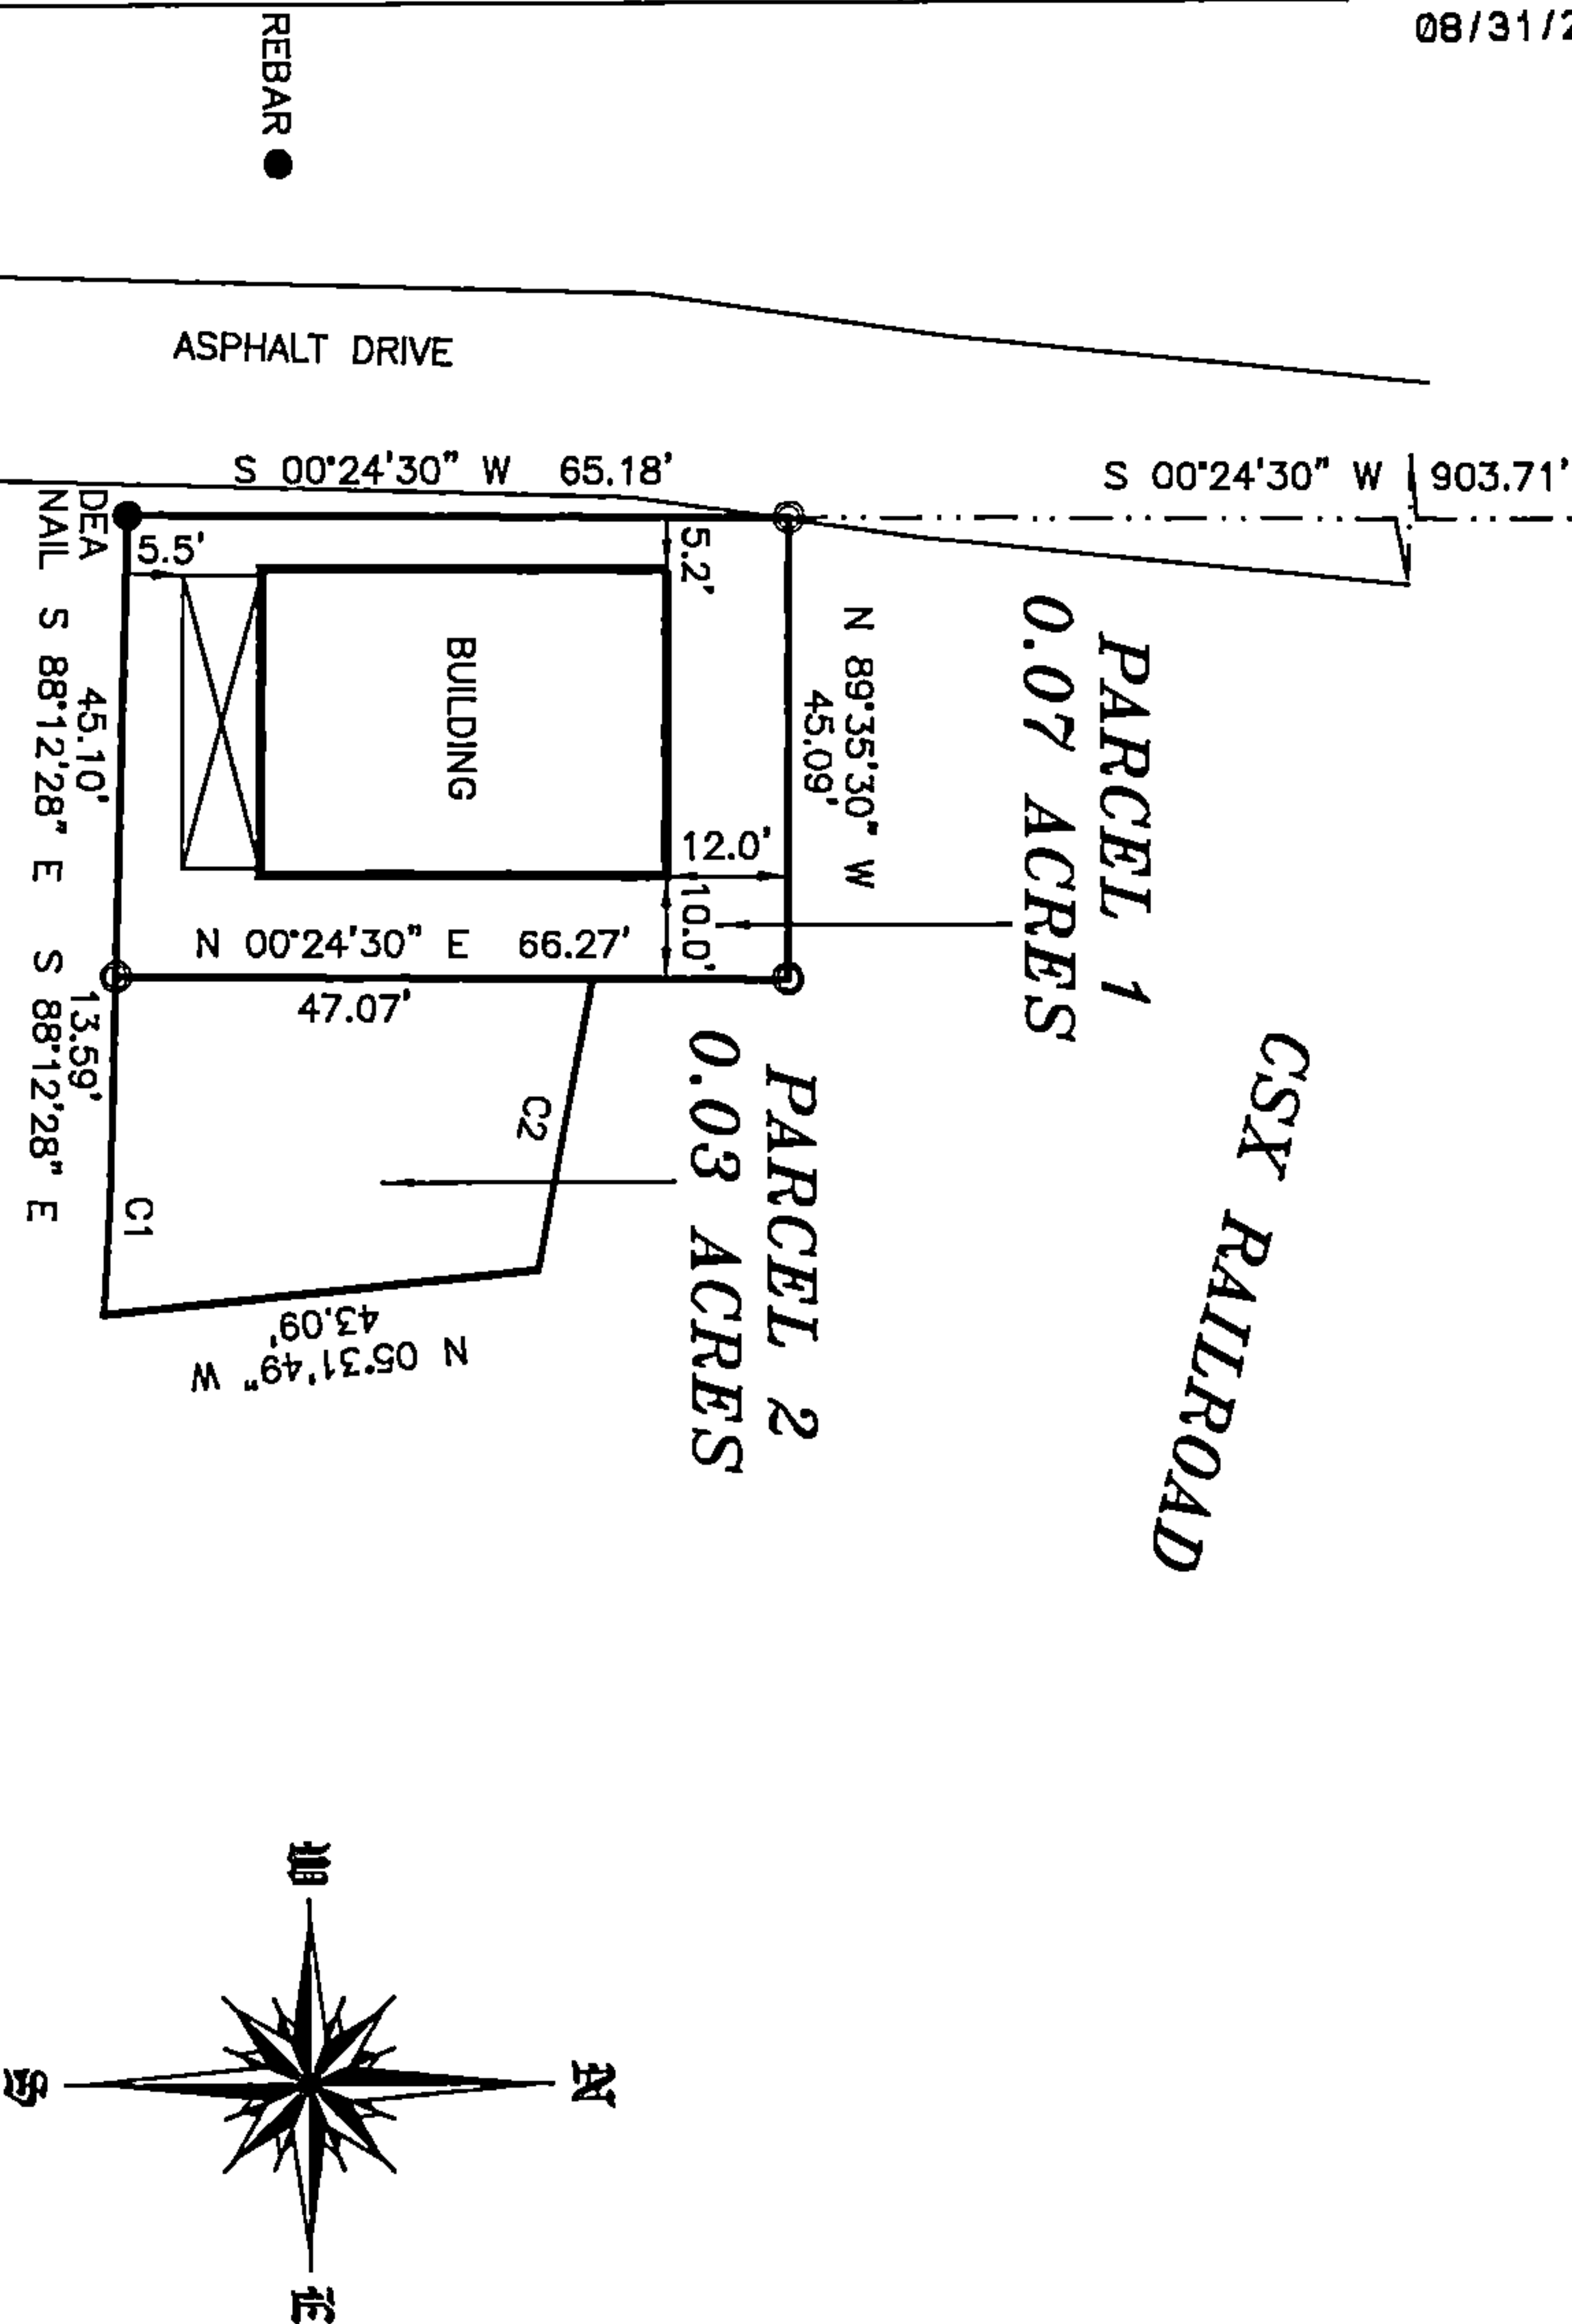 08/31/2
REBAR
ASPHALT DRIVE
S 00°24'30" W 65.18'
S 00°24'30" W
903.71'
DEA
NAIL
5.5'
5.2'
BUILDING
N 89°35'30" W
45.09'
PARCEL 1
0.07 ACRES
45.10'
S 88°12'28" E
12.0'
10.0'
N 00°24'30" E 66.27'
47.07'
13.59'
S 88°12'28" E
C1
C2
PARCEL 2
0.03 ACRES
CSX RAILROAD
N 05°31'49" W
43.09'
W
S
N
E